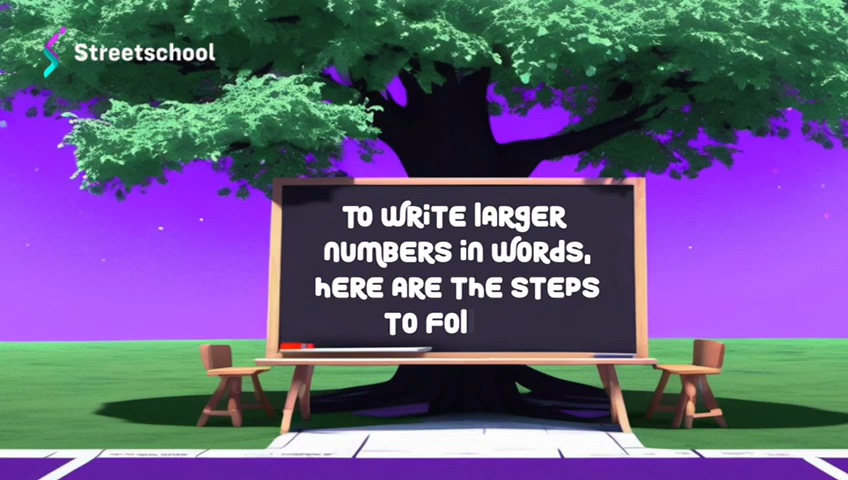 Streetschool
TO WRITE lARGER
NUMBERS in WORds,
hERE ARE The STEPS
TO FOl